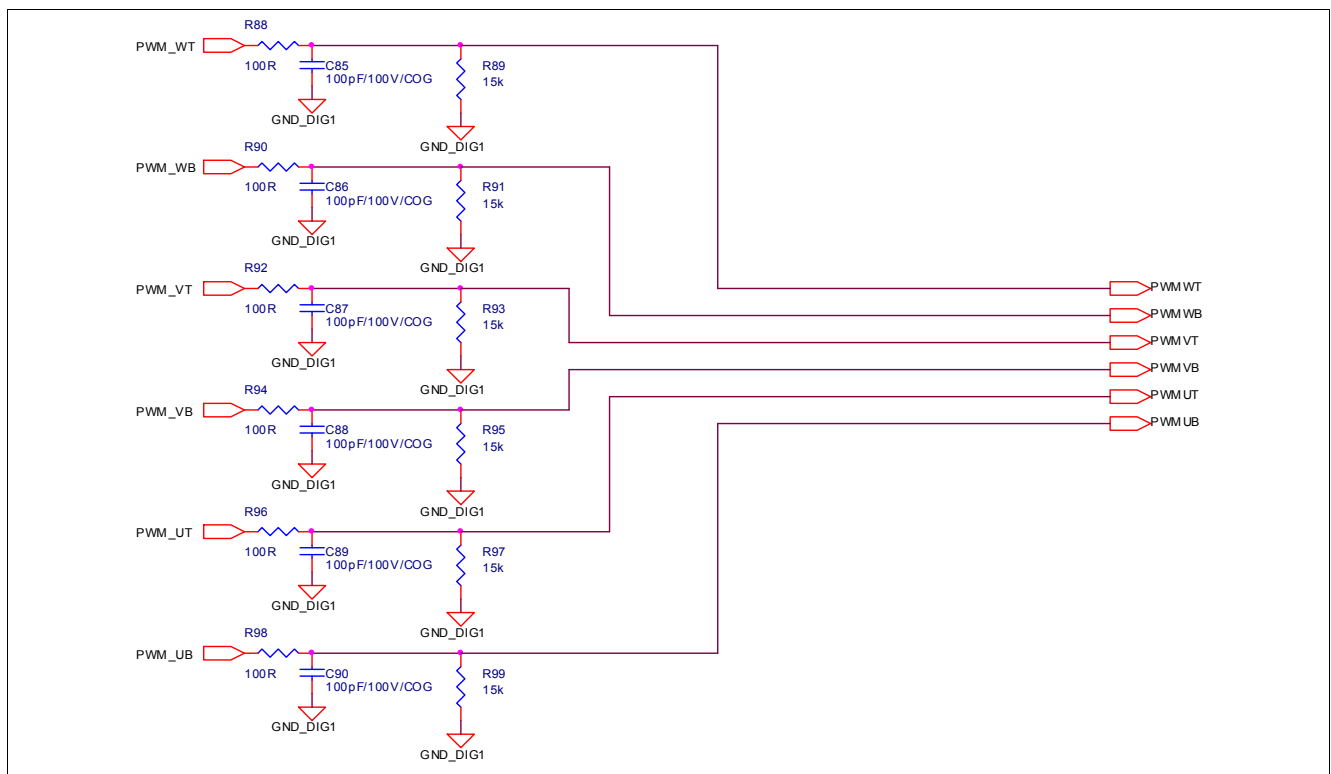 R88
PWM_WT
100R
C85
100pF/100V/COG
R89
15k
GND_DIG1
GND_DIG1
R90
PWM_WB
100R
C86
100pF/100V/COG
R91
15k
GND_DIG1
GND_DIG1
R92
PWM_VT
100R
C87
100pF/100V/COG
R93
15k
GND_DIG1
GND_DIG1
R94
PWM_VB
100R
C88
100pF/100V/COG
R95
15k
GND_DIG1
GND_DIG1
R96
PWM_UT
100R
C89
100pF/100V/COG
R97
15k
GND_DIG1
GND_DIG1
R98
PWM_UB
100R
C90
100pF/100V/COG
R99
15k
GND_DIG1
GND_DIG1
PWMWT
PWMWB
PWMVT
PWMVB
PWMUT
PWMUB